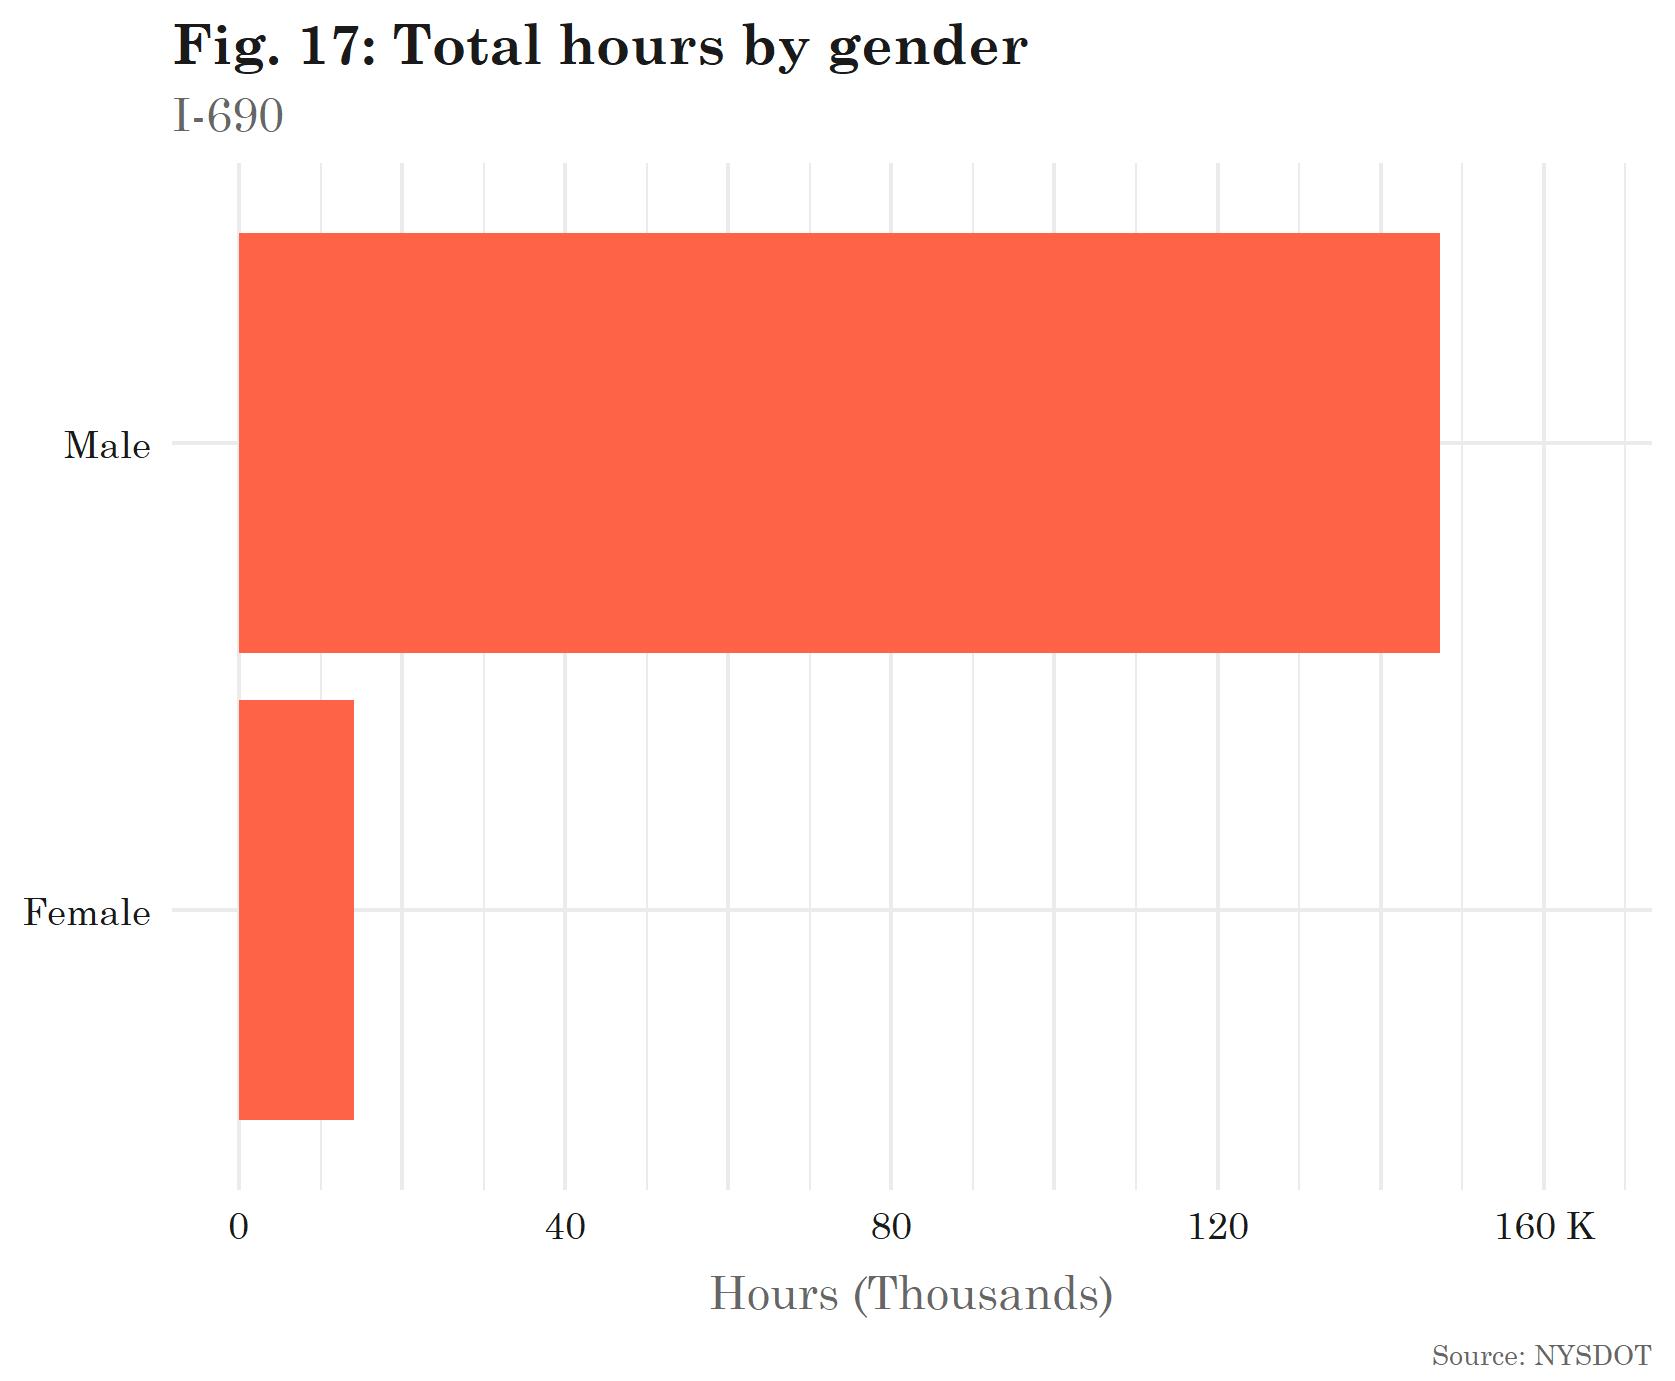 Fig. 17: Total hours by gender
I-690
Male
Female
0 40 80 120 160 K
Hours (Thousands)
Source: NYSDOT